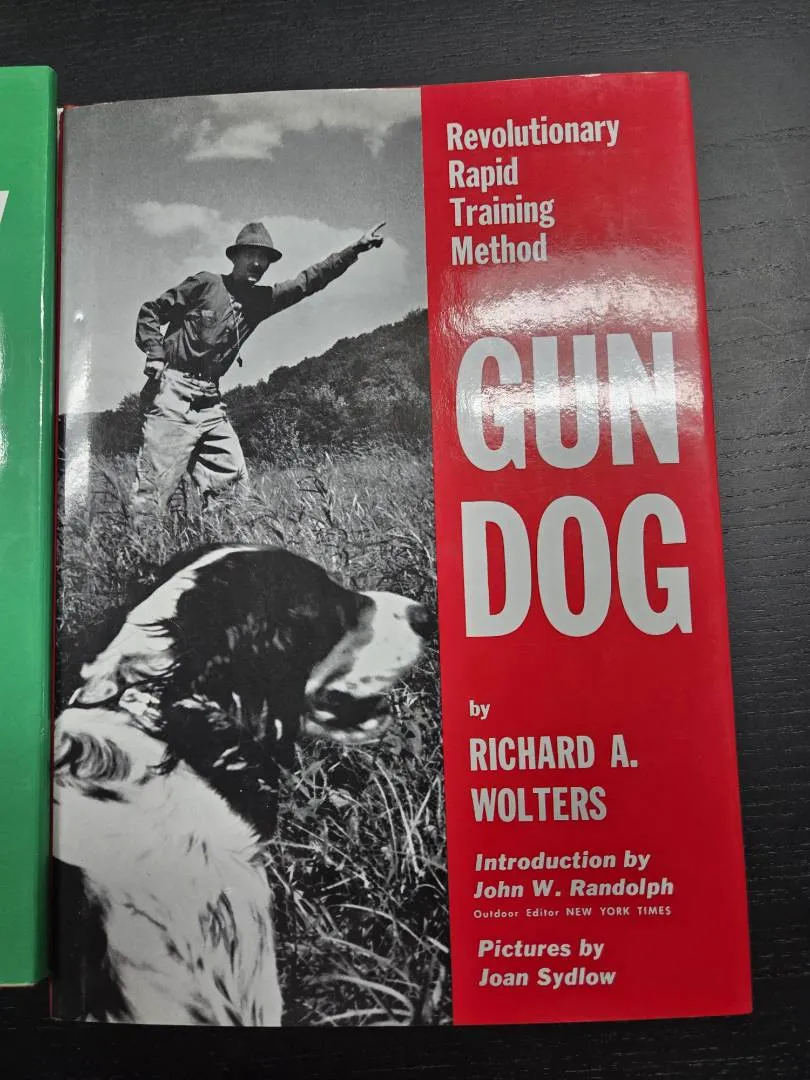 Revolutionary
Rapid
Training
Method
GUN
DOG
by
RICHARD A.
WOLTERS
Introduction by
John W. Randolph
Outdoor Editor NEW YORK TIMES
Pictures by
Joan Sydlow